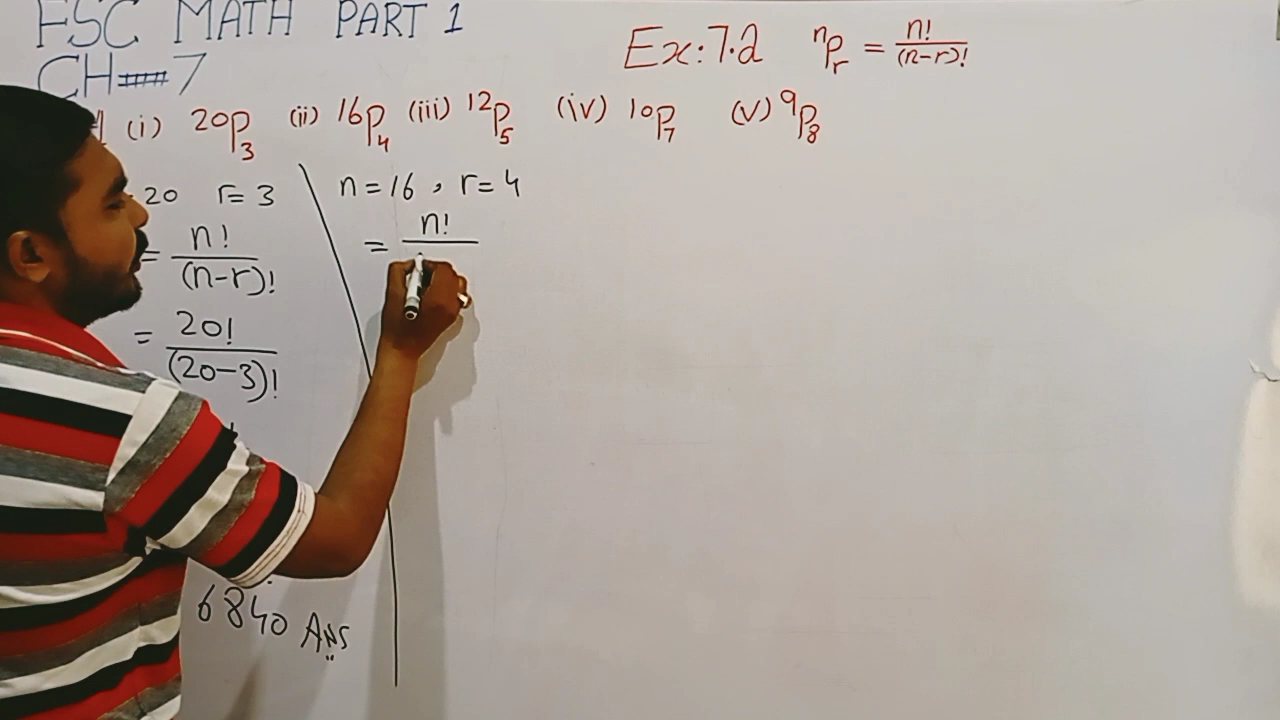 FSC MATH PART 1
CH 7
Ex: 7.2 ⁿPᵣ = n!/(n-r)!
(i) 20P₃ (ii) 16P₄ (iii) ¹²P₅ (iv) ¹⁰P₇ (v) ⁹P₈
20 r= 3
= n!/(n-r)!
= 20!/(20-3)!
6840 Ans
n=16 , r=4
= n!